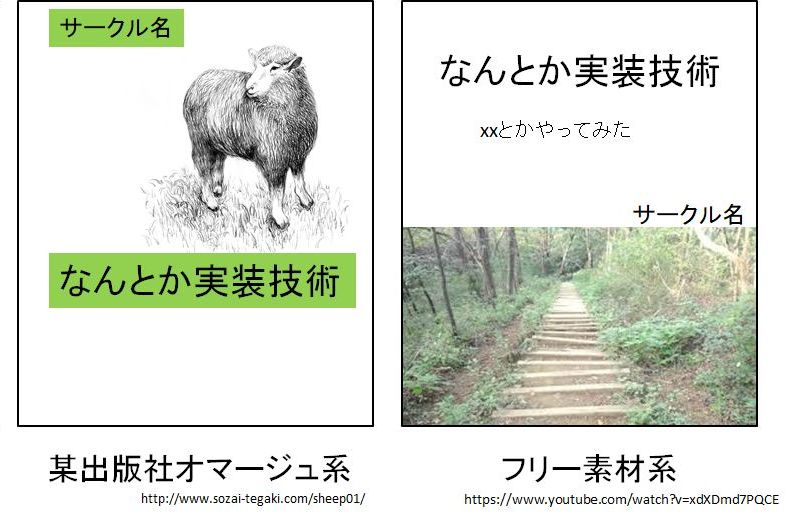 サークル名
なんとか実装技術
某出版社オマージュ系
http://www.sozai-tegaki.com/sheep01/
なんとか実装技術
xxとかやってみた
サークル名
フリー素材系
https://www.youtube.com/watch?v=xdXDmd7PQCE